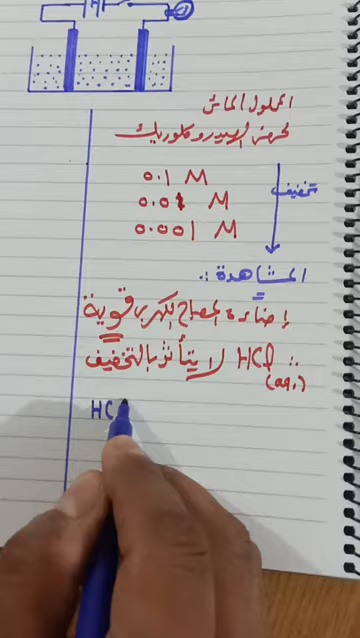 المحلول المائي
لحمض الهيدروكلوريك
0.1 M
0.01 M
0.001 M
تخفيف
المشاهدة :.
إضاءة المصباح الكهربي قوية
∴ HCl (aq.) لا يتأثر بالتخفيف
HC